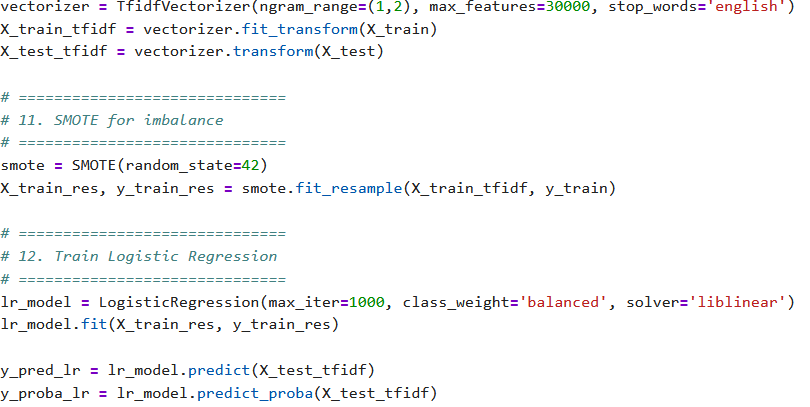 vectorizer = TfidfVectorizer(ngram_range=(1,2), max_features=30000, stop_words='english')
X_train_tfidf = vectorizer.fit_transform(X_train)
X_test_tfidf = vectorizer.transform(X_test)

# ==============================
# 11. SMOTE for imbalance
# ==============================
smote = SMOTE(random_state=42)
X_train_res, y_train_res = smote.fit_resample(X_train_tfidf, y_train)

# ==============================
# 12. Train Logistic Regression
# ==============================
lr_model = LogisticRegression(max_iter=1000, class_weight='balanced', solver='liblinear')
lr_model.fit(X_train_res, y_train_res)

y_pred_lr = lr_model.predict(X_test_tfidf)
y_proba_lr = lr_model.predict_proba(X_test_tfidf)